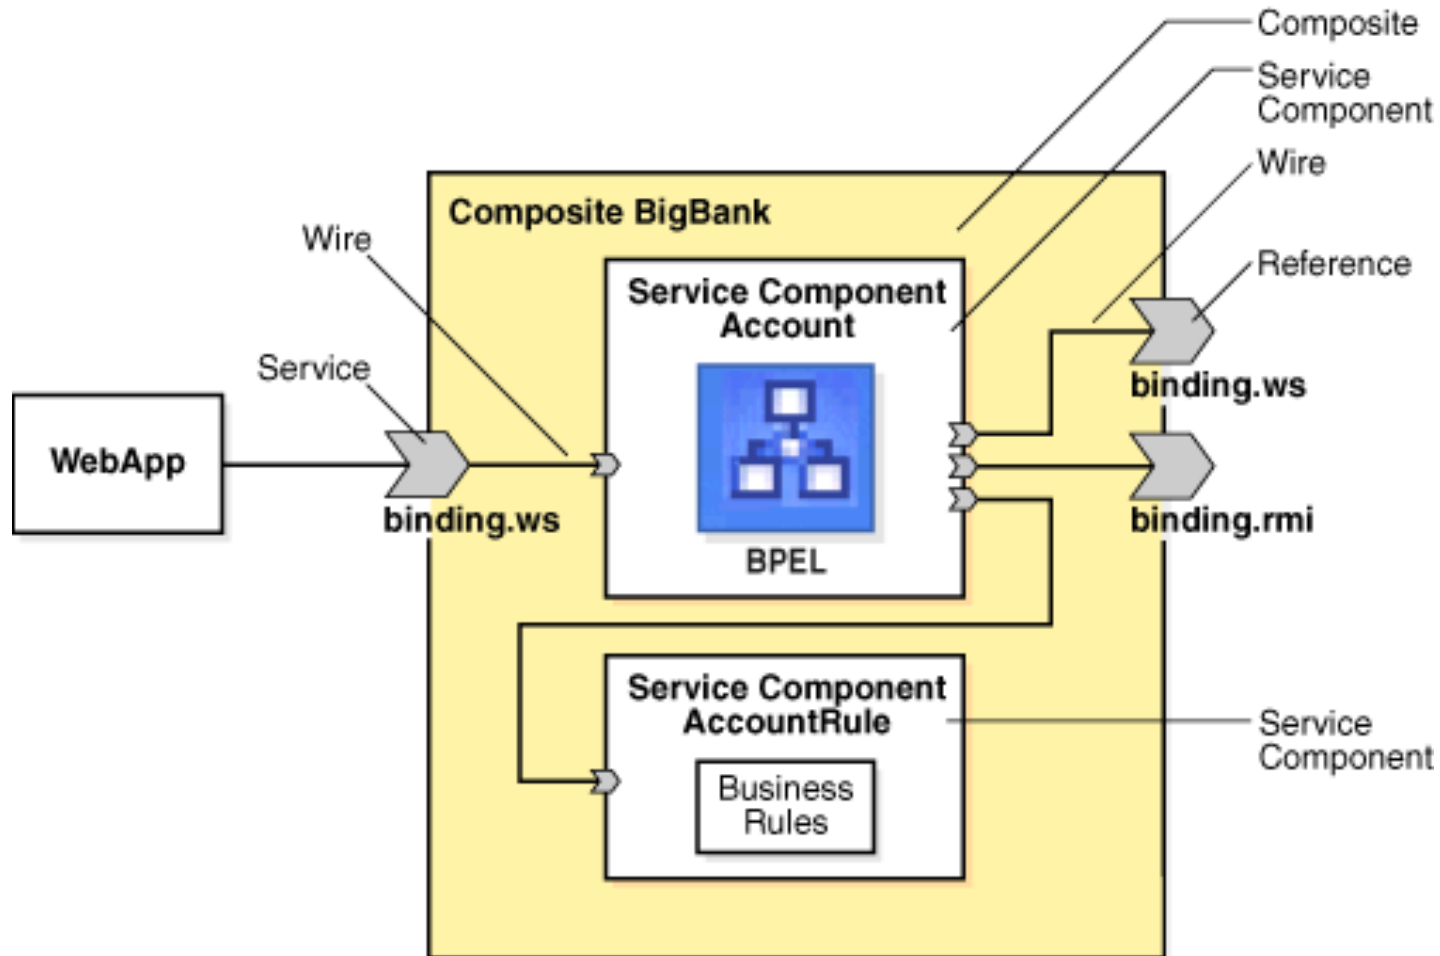 Composite
Service
Component
Wire
Composite BigBank
Wire
Reference
Service Component
Account
Service
binding.ws
WebApp
binding.ws
binding.rmi
BPEL
Service Component
AccountRule
Service
Component
Business
Rules